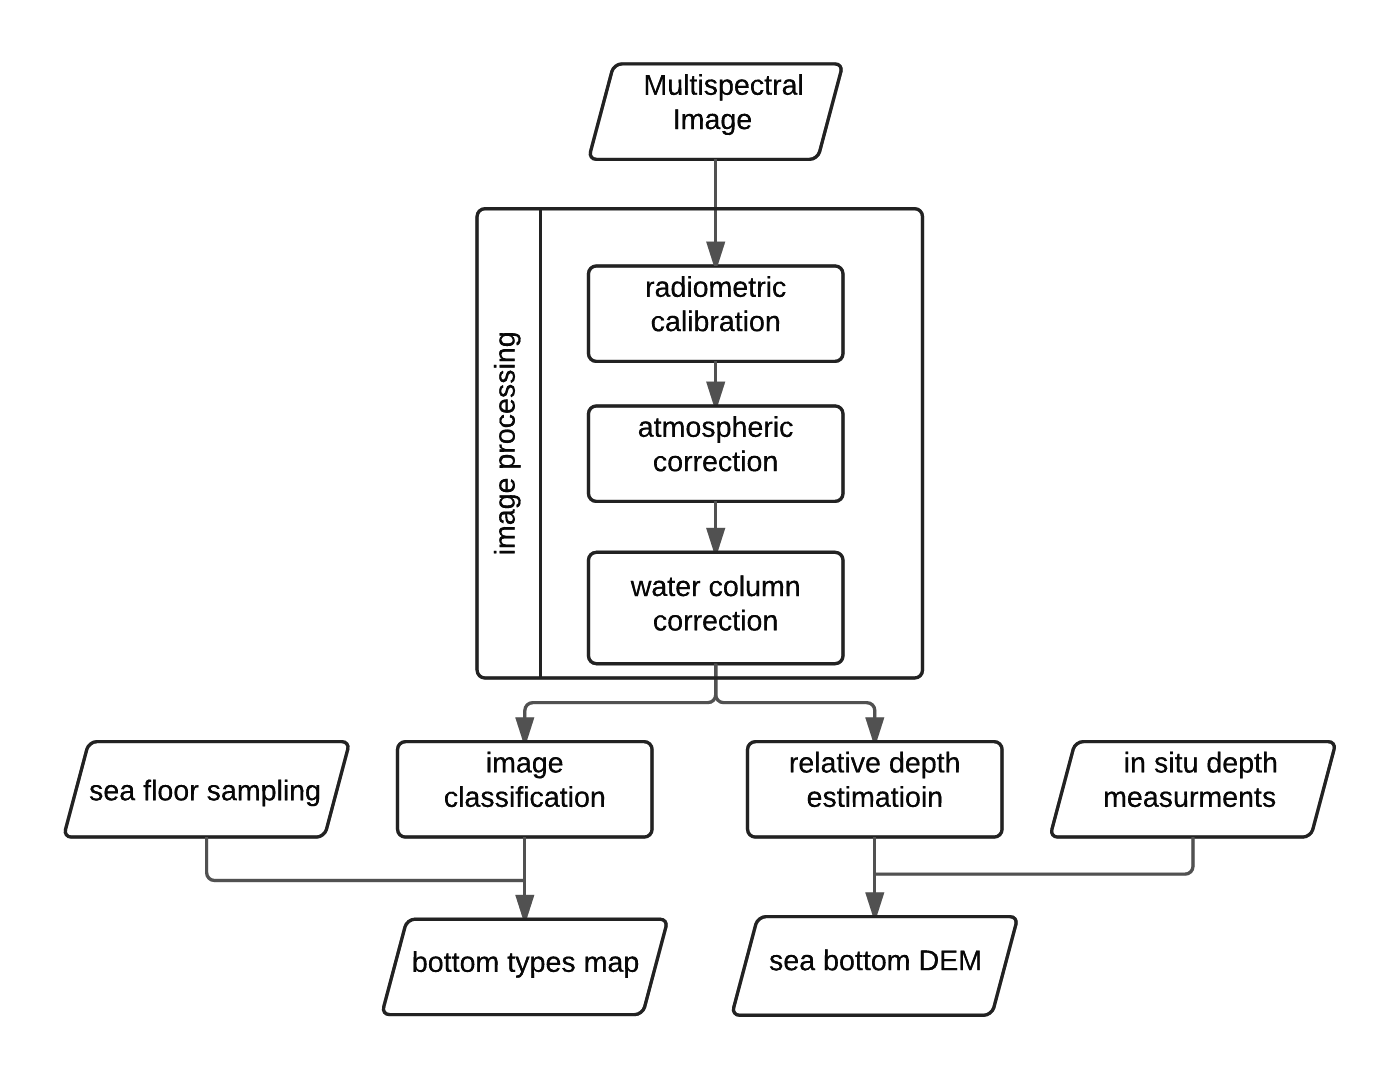 Multispectral
Image
image processing
radiometric
calibration
atmospheric
correction
water column
correction
sea floor sampling
image
classification
relative depth
estimatioin
in situ depth
measurments
bottom types map
sea bottom DEM